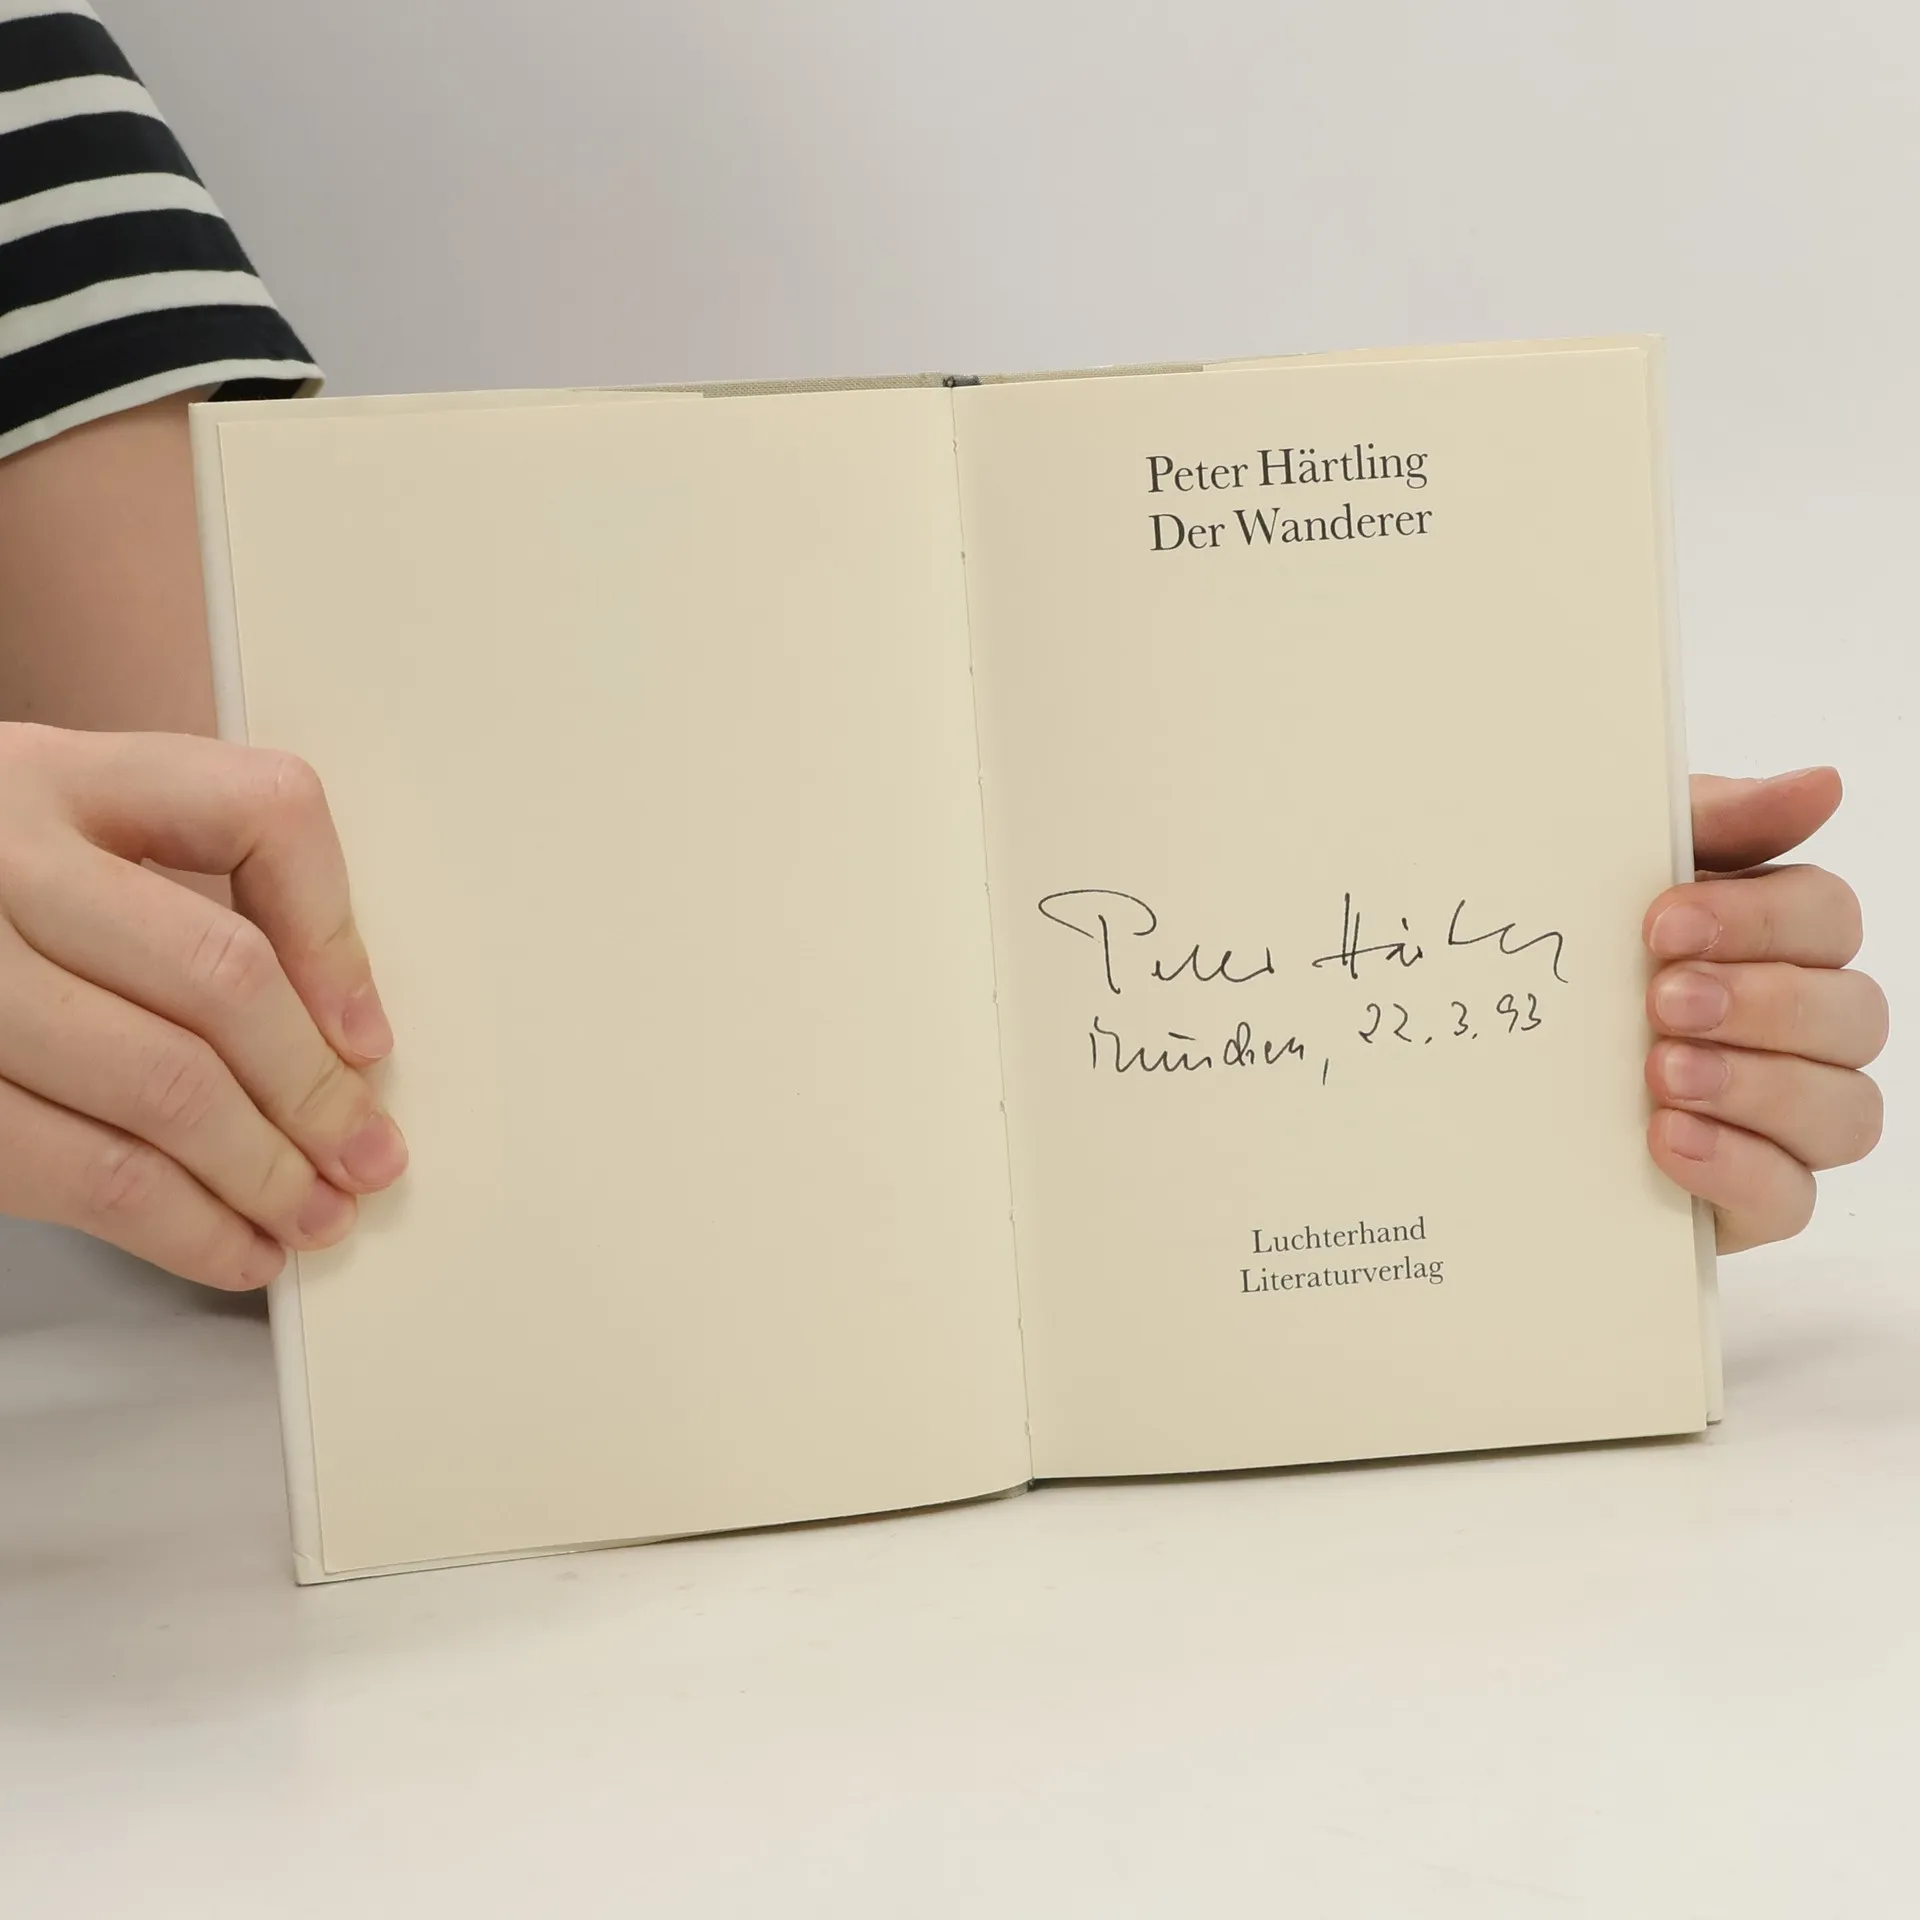 Peter Härtling
Der Wanderer
Peter Härtling
München, 22.3.93
Luchterhand
Literaturverlag